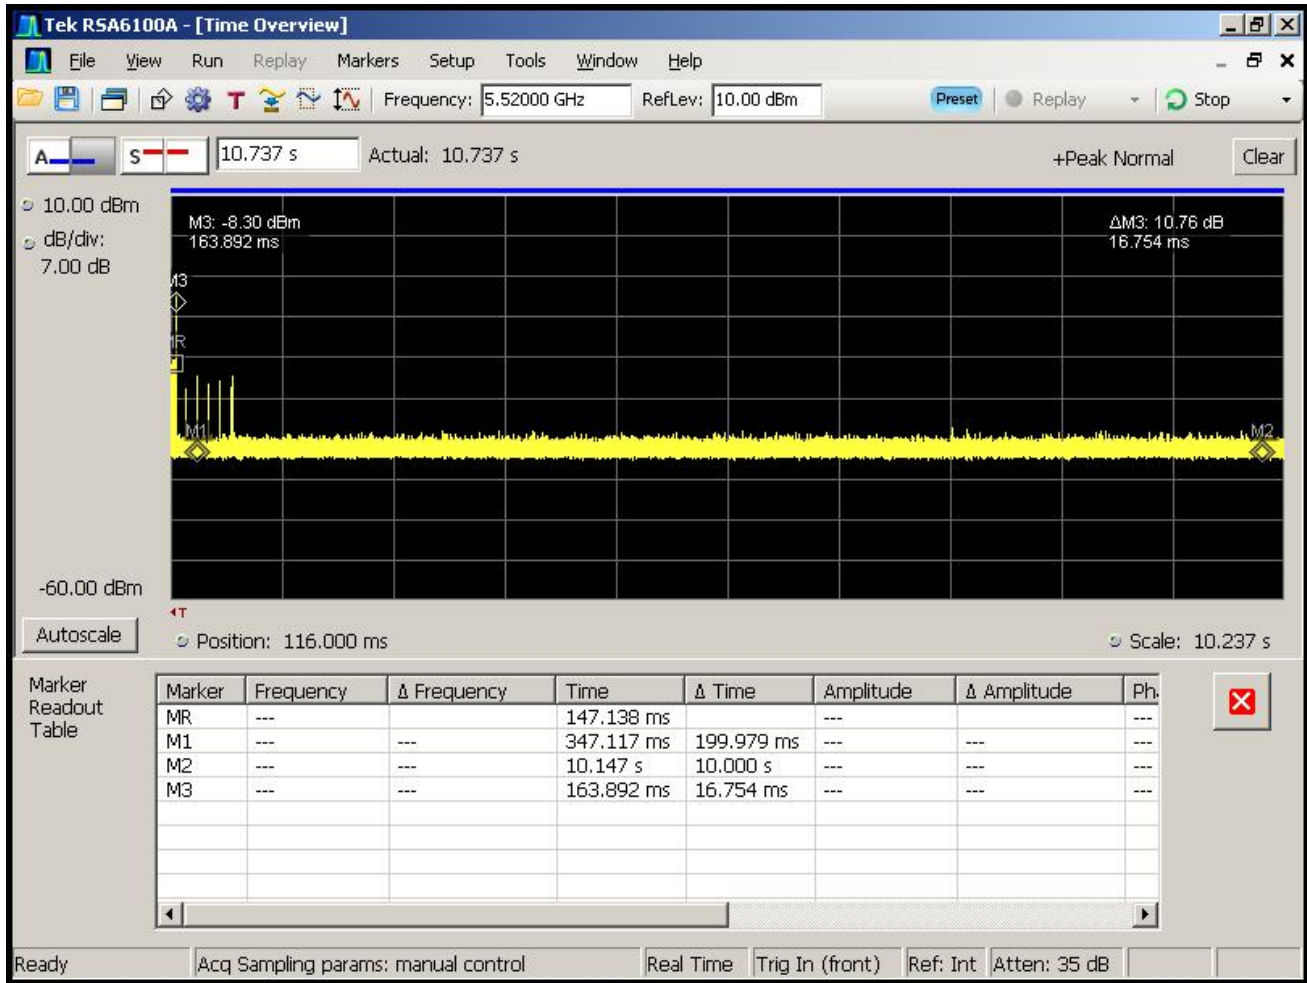 Tek RSA6100A - [Time Overview]
File View Run Replay Markers Setup Tools Window Help
T Frequency: 5.52000 GHz RefLev: 10.00 dBm Preset Replay Stop
A S 10.737 s Actual: 10.737 s +Peak Normal Clear
10.00 dBm
dB/div:
7.00 dB
M3: -8.30 dBm
163.892 ms
ΔM3: 10.76 dB
16.754 ms
M3
MR
M1
M2
-60.00 dBm
T
Autoscale
Position: 116.000 ms
Scale: 10.237 s
Marker
Readout
Table
Marker Frequency Δ Frequency Time Δ Time Amplitude Δ Amplitude Ph
MR --- 147.138 ms --- ---
M1 --- --- 347.117 ms 199.979 ms --- --- ---
M2 --- --- 10.147 s 10.000 s --- --- ---
M3 --- --- 163.892 ms 16.754 ms --- --- ---
Ready Acq Sampling params: manual control Real Time Trig In (front) Ref: Int Atten: 35 dB